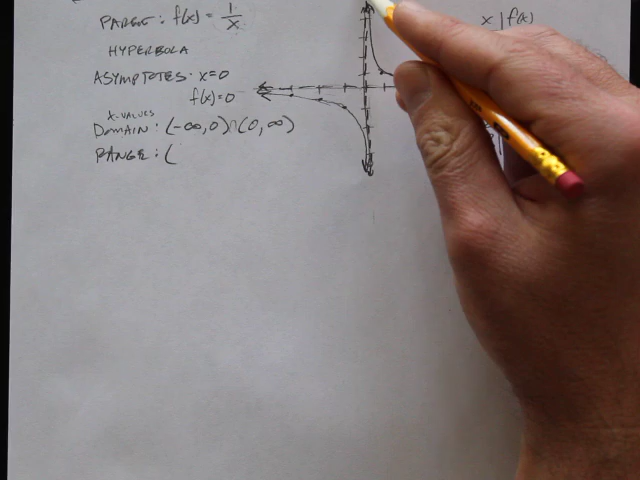 PARENT: f(x) = 1/x
x | f(x)
HYPERBOLA
ASYMPTOTES: x=0
f(x)=0
X-VALUES
DOMAIN: (-∞,0)∩(0,∞)
RANGE: (